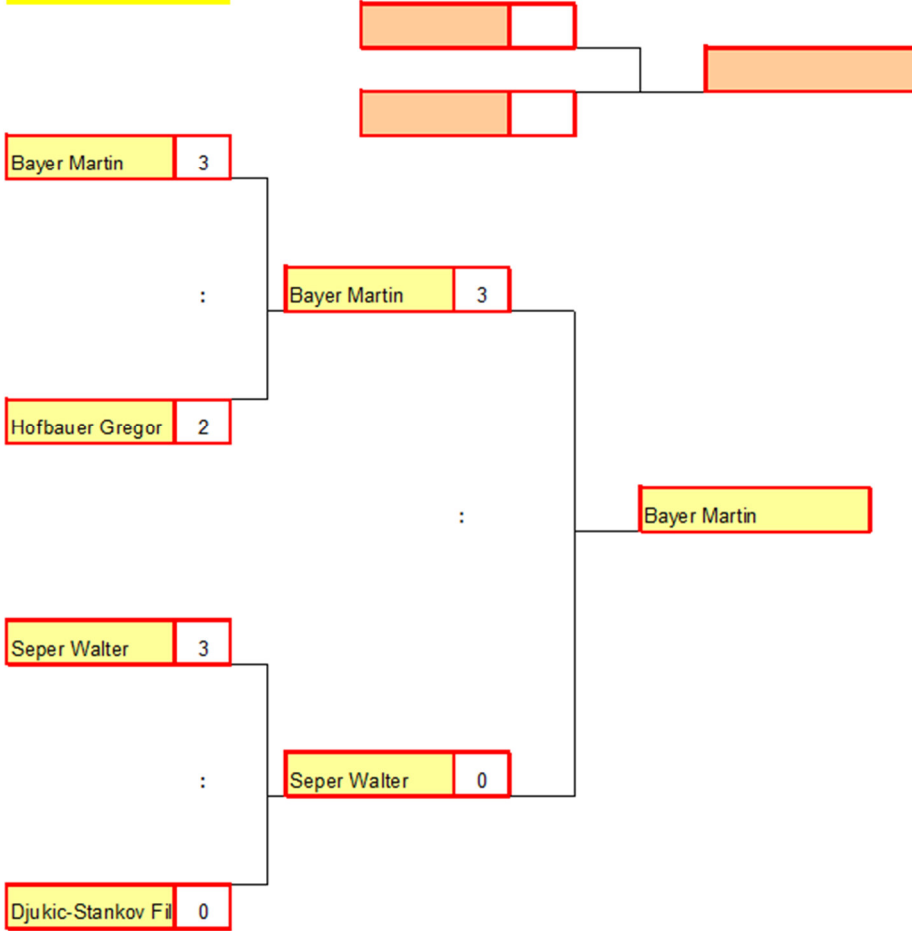 Bayer Martin 3
:
Bayer Martin 3
Hofbauer Gregor 2
:
Bayer Martin
Seper Walter 3
:
Seper Walter 0
Djukic-Stankov Fil 0